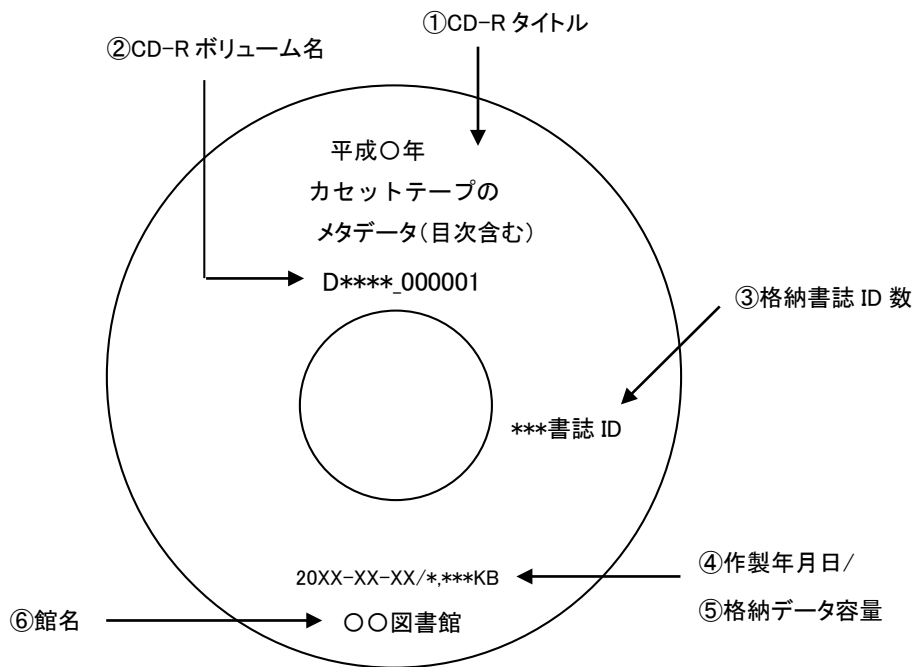 ①CD-R タイトル
②CD-R ボリューム名
平成○年
カセットテープの
メタデータ(目次含む)
D****_000001
③格納書誌 ID 数
***書誌 ID
20XX-XX-XX/*,***KB
④作製年月日/
⑤格納データ容量
⑥館名
○○図書館